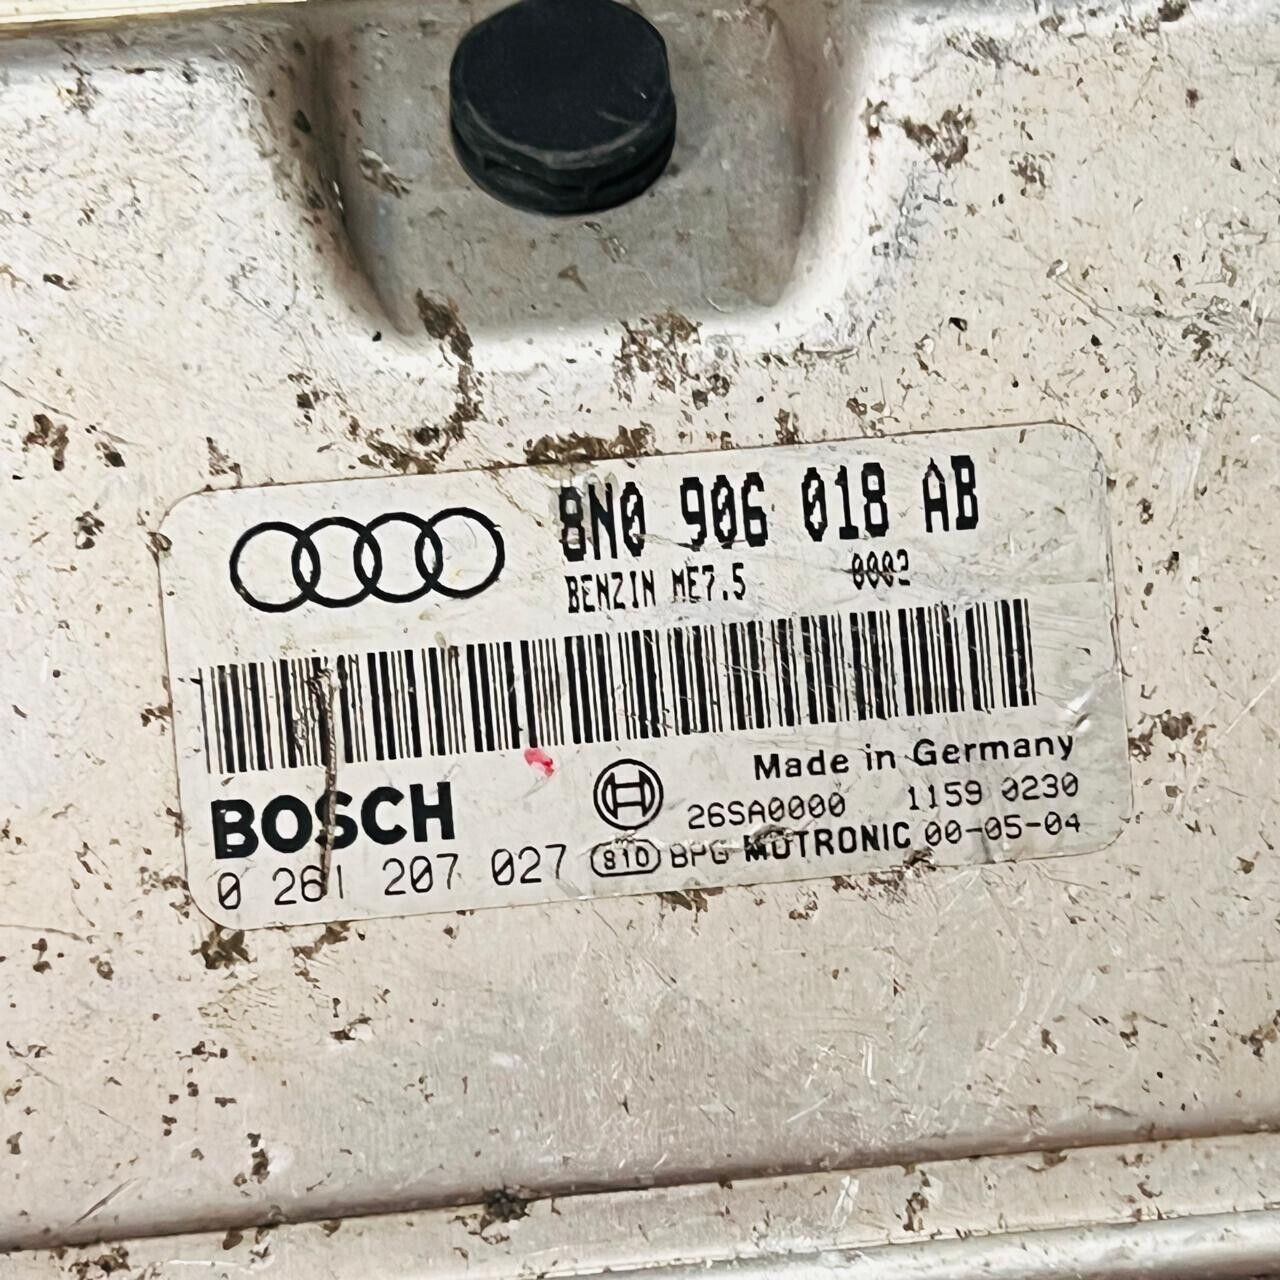 8N0 906 018 AB
BENZIN ME7.5 0002
Made in Germany
BOSCH 26SA0000 1159 0230
0 261 207 027 810 BPG MOTRONIC 00-05-04